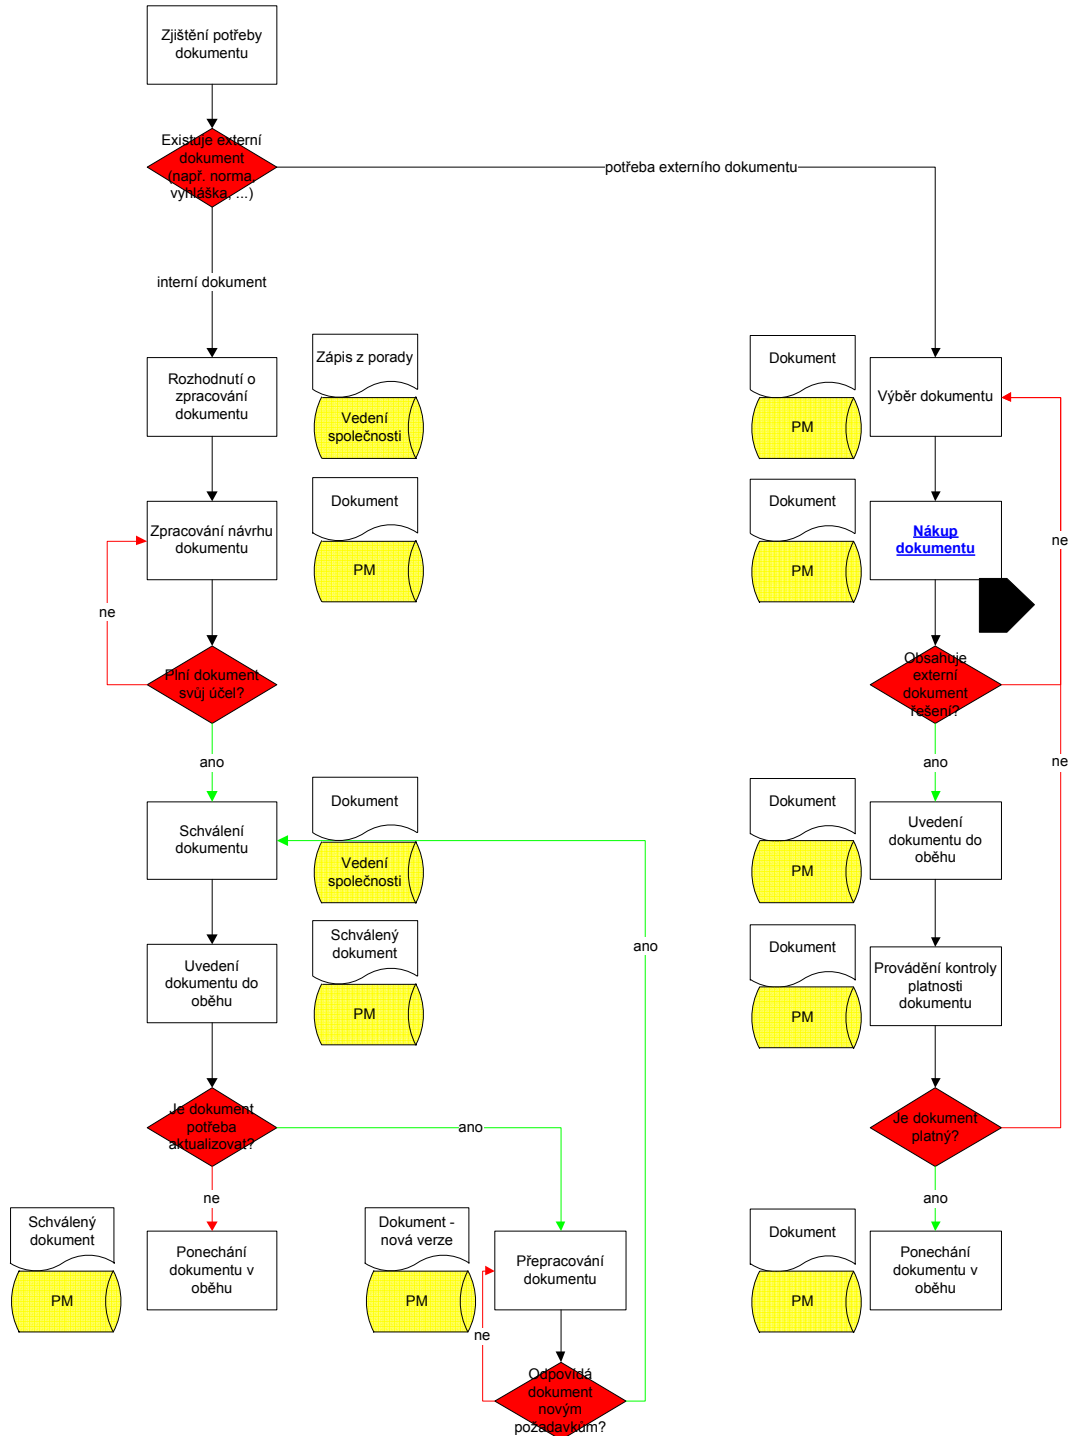 Zjištění potřeby
dokumentu
Existuje externí
dokument
(např. norma,
vyhláška, ...)
potřeba externího dokumentu
interní dokument
Rozhodnutí o
zpracování
dokumentu
Zápis z porady
Vedení
společnosti
Dokument
PM
Výběr dokumentu
Zpracování návrhu
dokumentu
Dokument
PM
Dokument
PM
Nákup
dokumentu
ne
ne
Plní dokument
svůj účel?
Obsahuje
externí
dokument
řešení?
ano
ano
ne
Schválení
dokumentu
Dokument
Vedení
společnosti
Dokument
PM
Uvedení
dokumentu do
oběhu
ano
Uvedení
dokumentu do
oběhu
Schválený
dokument
PM
Dokument
PM
Provádění kontroly
platnosti
dokumentu
Je dokument
potřeba
aktualizovat?
ano
Je dokument
platný?
ne
ano
Schválený
dokument
PM
Ponechání
dokumentu v
oběhu
Dokument -
nová verze
PM
Přepracování
dokumentu
Dokument
PM
Ponechání
dokumentu v
oběhu
ne
Odpovídá
dokument
novým
požadavkům?